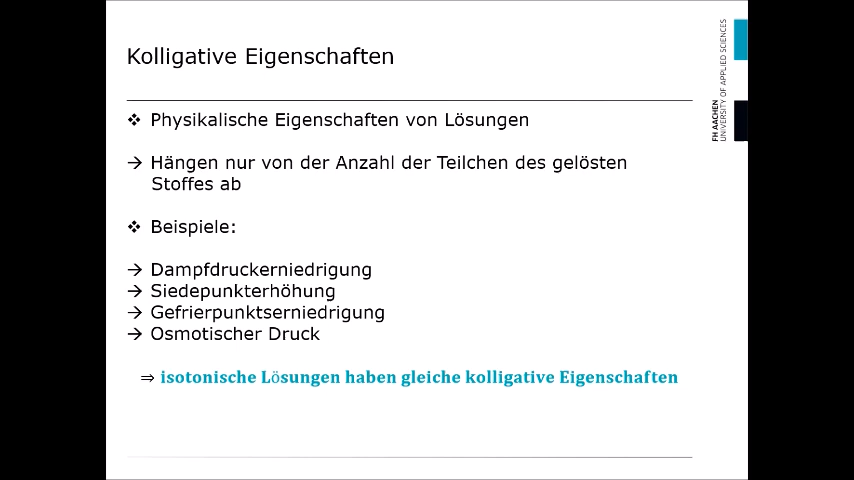 Kolligative Eigenschaften
❖ Physikalische Eigenschaften von Lösungen
→ Hängen nur von der Anzahl der Teilchen des gelösten
Stoffes ab
❖ Beispiele:
→ Dampfdruckerniedrigung
→ Siedepunkterhöhung
→ Gefrierpunktserniedrigung
→ Osmotischer Druck
⇒ isotonische Lösungen haben gleiche kolligative Eigenschaften
FH AACHEN
UNIVERSITY OF APPLIED SCIENCES